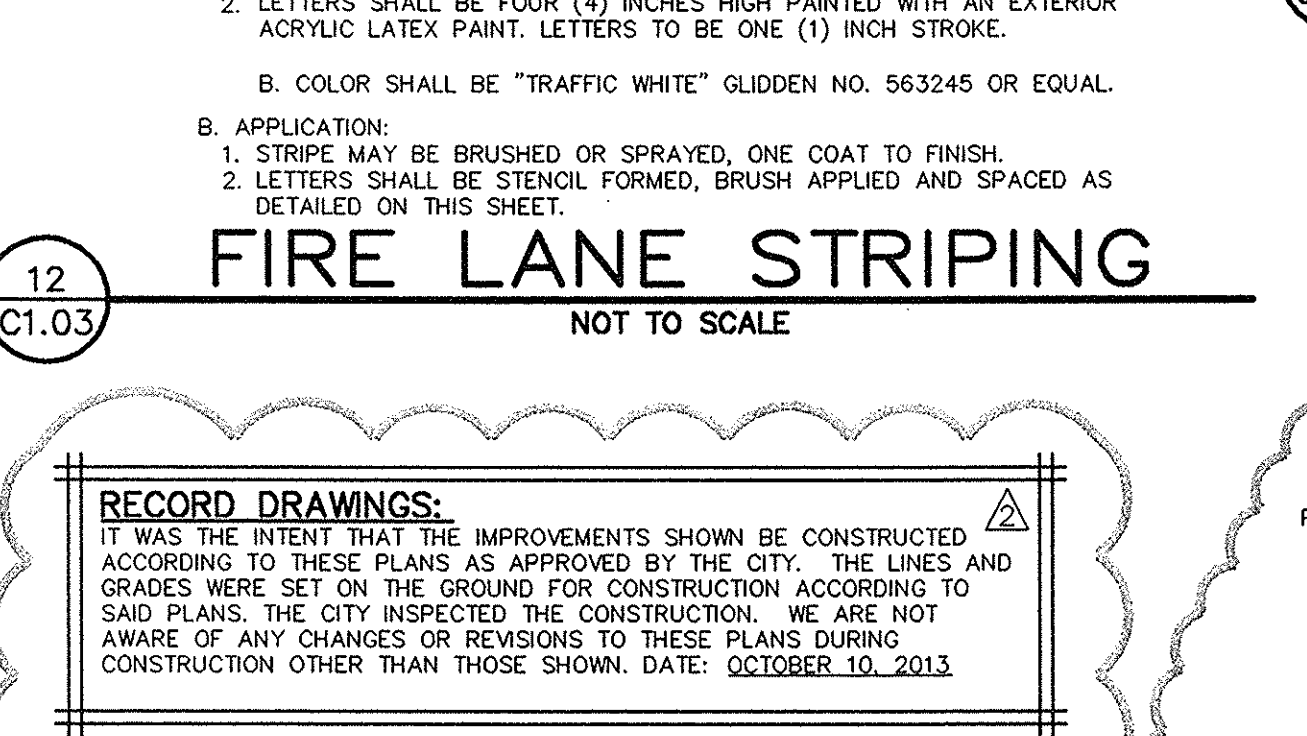 2. LETTERS SHALL BE FOUR (4) INCHES HIGH PAINTED WITH AN EXTERIOR
ACRYLIC LATEX PAINT. LETTERS TO BE ONE (1) INCH STROKE.
B. COLOR SHALL BE "TRAFFIC WHITE" GLIDDEN NO. 563245 OR EQUAL.
B. APPLICATION:
1. STRIPE MAY BE BRUSHED OR SPRAYED, ONE COAT TO FINISH.
2. LETTERS SHALL BE STENCIL FORMED, BRUSH APPLIED AND SPACED AS
DETAILED ON THIS SHEET.
12
C1.03
FIRE LANE STRIPING
NOT TO SCALE
RECORD DRAWINGS:
2
IT WAS THE INTENT THAT THE IMPROVEMENTS SHOWN BE CONSTRUCTED
ACCORDING TO THESE PLANS AS APPROVED BY THE CITY. THE LINES AND
GRADES WERE SET ON THE GROUND FOR CONSTRUCTION ACCORDING TO
SAID PLANS. THE CITY INSPECTED THE CONSTRUCTION. WE ARE NOT
AWARE OF ANY CHANGES OR REVISIONS TO THESE PLANS DURING
CONSTRUCTION OTHER THAN THOSE SHOWN. DATE: OCTOBER 10, 2013